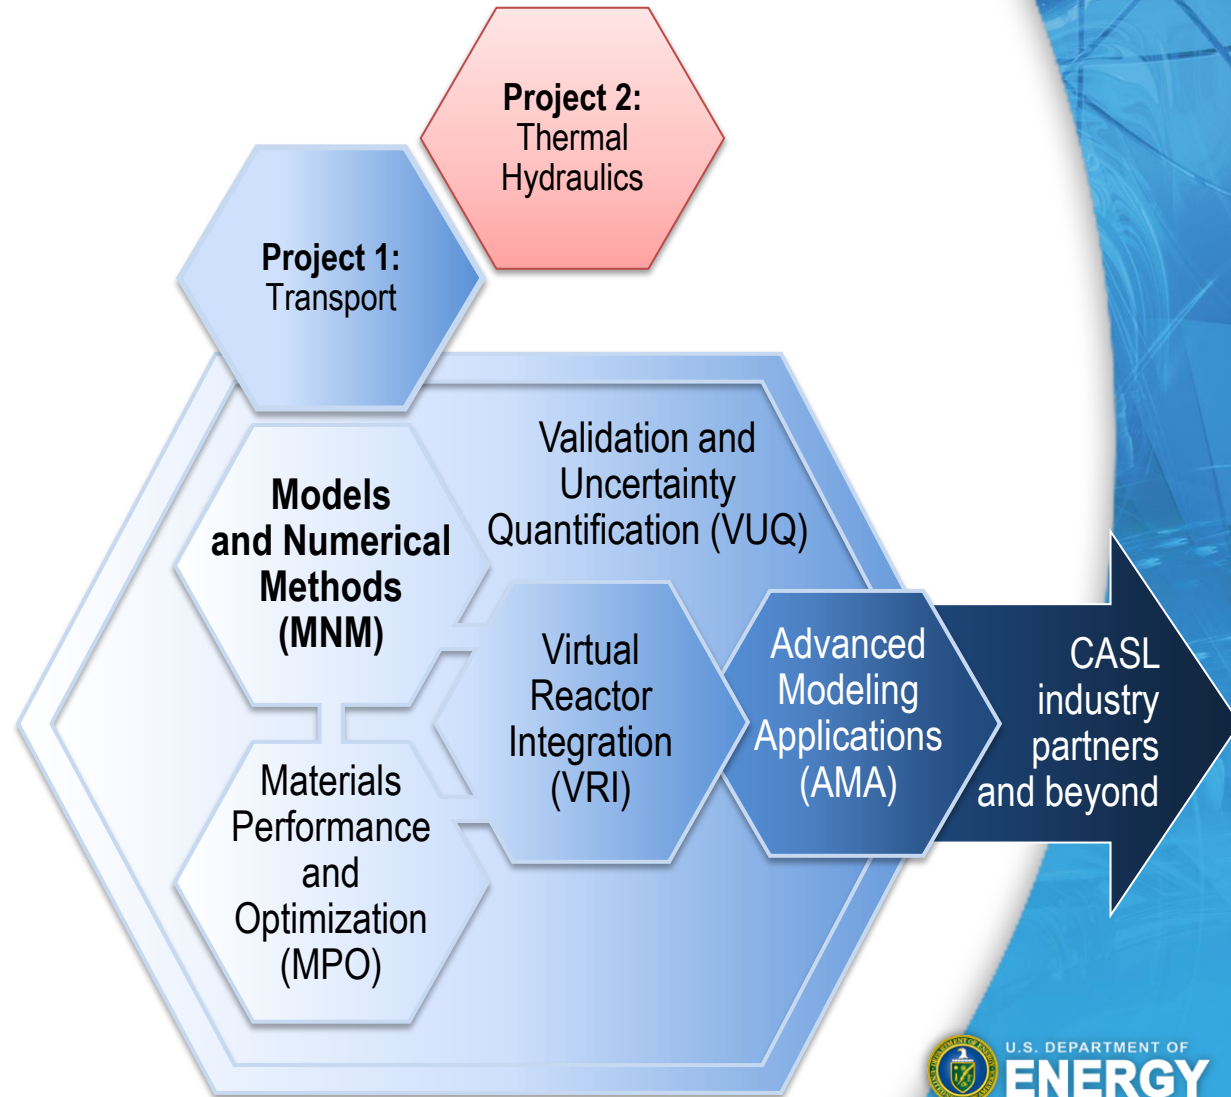 Project 2:
Thermal
Hydraulics
Project 1:
Transport
Validation and
Uncertainty
Quantification (VUQ)
Models
and Numerical
Methods
(MNM)
Virtual
Reactor
Integration
(VRI)
Advanced
Modeling
Applications
(AMA)
CASL
industry
partners
and beyond
Materials
Performance
and
Optimization
(MPO)
U.S. DEPARTMENT OF
ENERGY